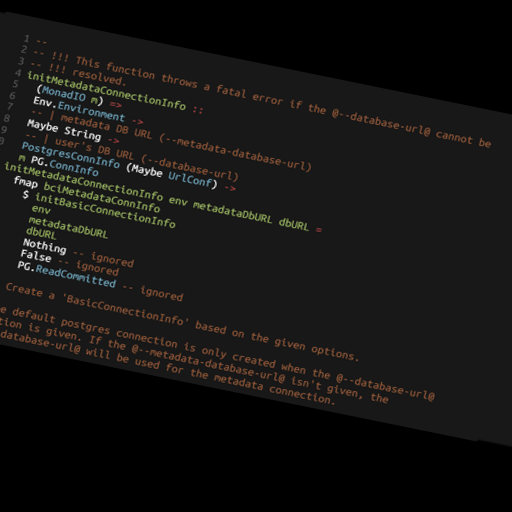 1 --
2 -- !!! This function throws a fatal error if the @--database-url@ cannot be
3 -- !!! resolved.
4 initMetadataConnectionInfo ::
5 (MonadIO m) =>
6 Env.Environment ->
7 -- | metadata DB URL (--metadata-database-url)
8 Maybe String ->
9 -- | user's DB URL (--database-url)
0 PostgresConnInfo (Maybe UrlConf) ->
m PG.ConnInfo
initMetadataConnectionInfo env metadataDbURL dbURL =
fmap bciMetadataConnInfo
$ initBasicConnectionInfo
env
metadataDbURL
dbURL
Nothing -- ignored
False -- ignored
PG.ReadCommitted -- ignored
Create a 'BasicConnectionInfo' based on the given options.
e default postgres connection is only created when the @--database-url@
tion is given. If the @--metadata-database-url@ isn't given, the
database-url@ will be used for the metadata connection.